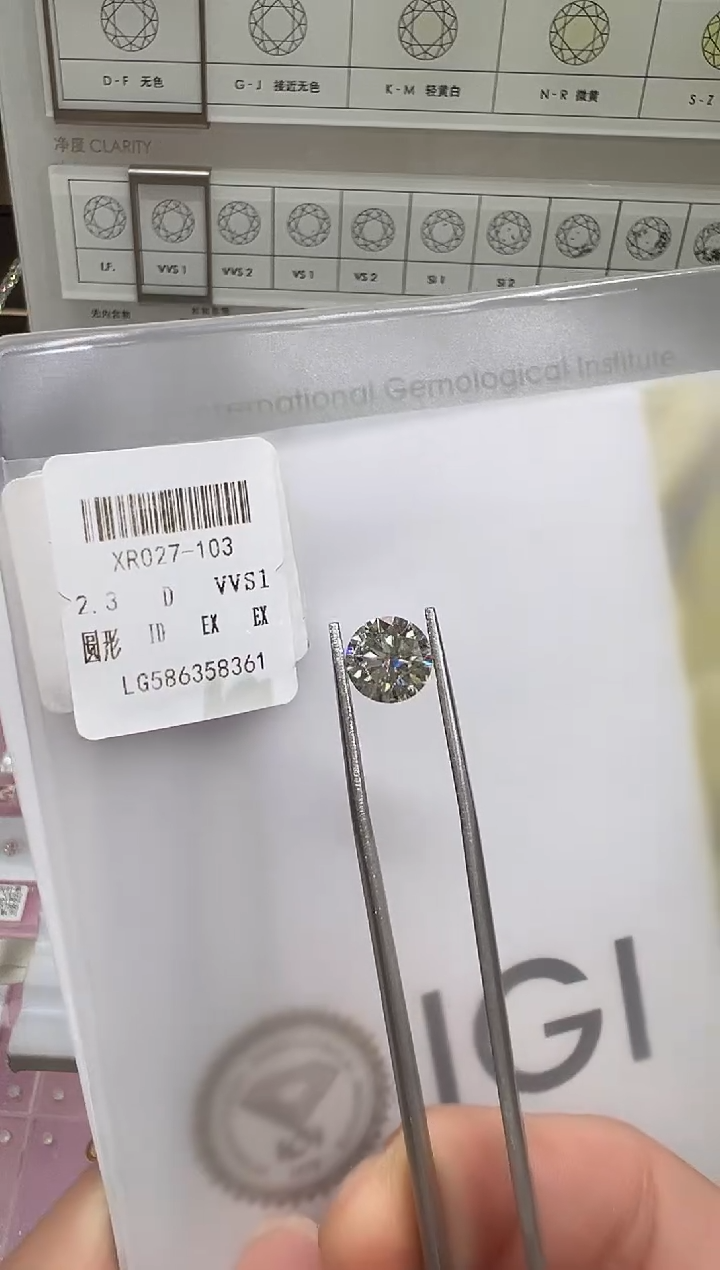 D-F 无色
G-J 接近无色
K-M 轻黄白
N-R 微黄
S-Z
净度 CLARITY
I.F.
VVS 1
VVS 2
VS 1
VS 2
SI 1
SI 2
International Gemological Institute
XR027-103
2.3 D VVS1
圆形 ID EX EX
LG586358361
IGI